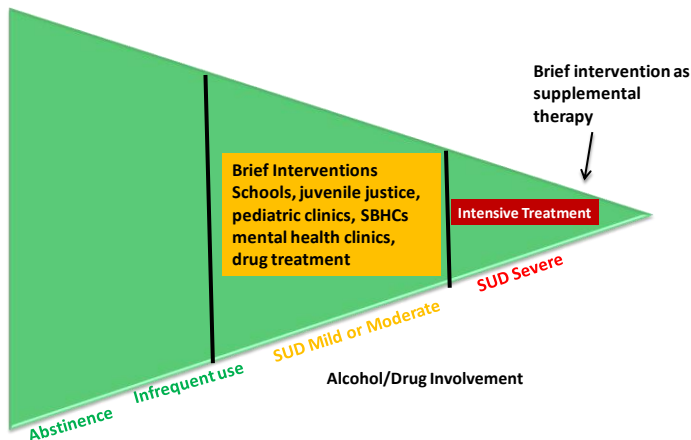 Brief intervention as
supplemental
therapy
Brief Interventions
Schools, juvenile justice,
pediatric clinics, SBHCs
mental health clinics,
drug treatment
Intensive Treatment
SUD Severe
SUD Mild or Moderate
Infrequent use
Abstinence
Alcohol/Drug Involvement